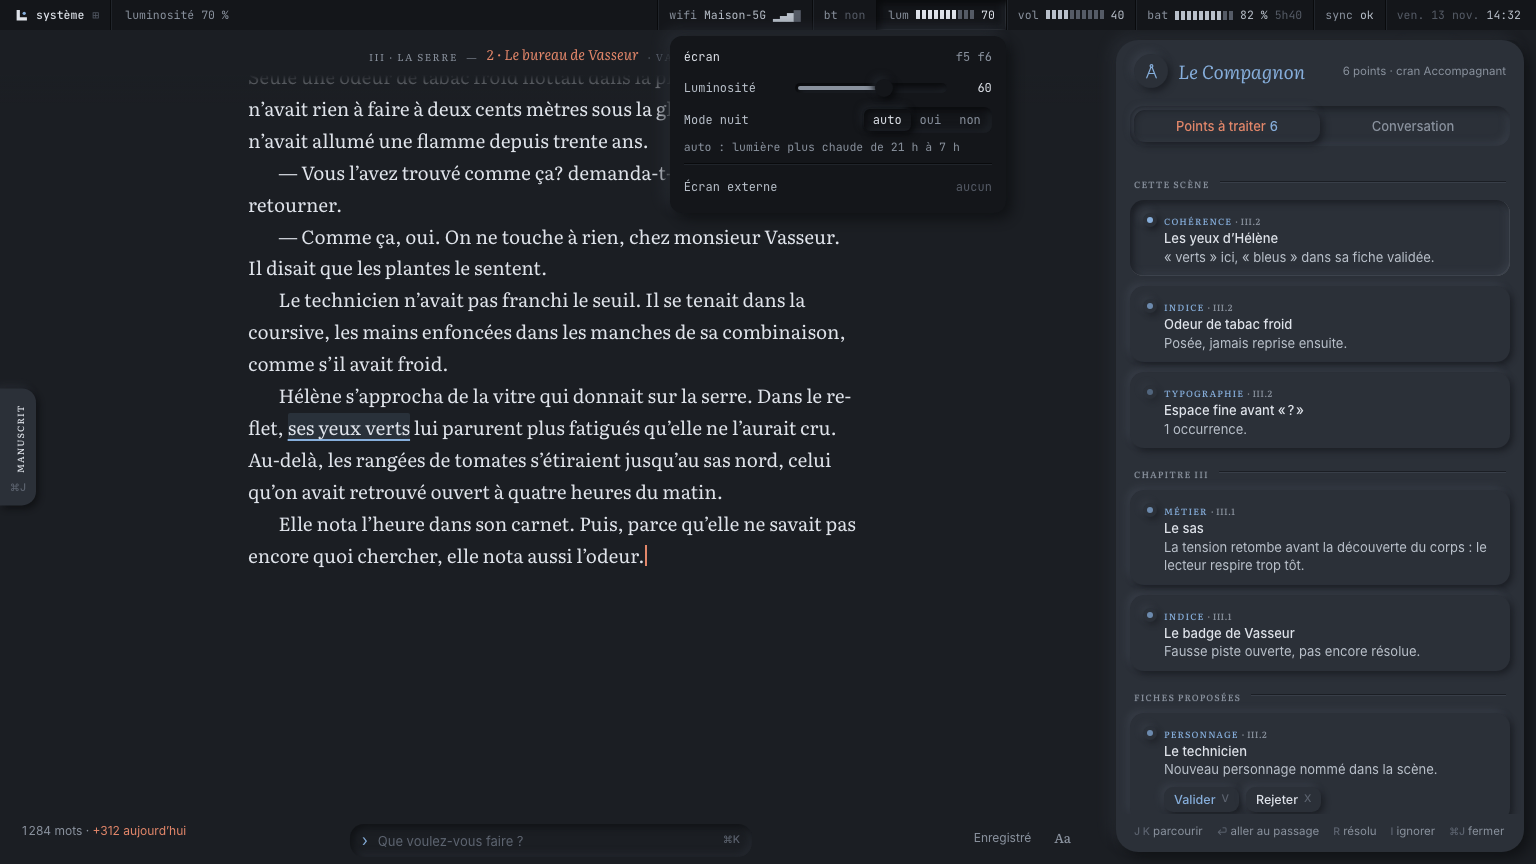 système ⊞ luminosité 70 % wifi Maison-5G bt non lum 70 vol 40 bat 82 % 5h40 sync ok ven. 13 nov. 14:32
III · LA SERRE — 2 · Le bureau de Vasseur · VA
Seule une odeur de tabac froid flottait dans la p
n’avait rien à faire à deux cents mètres sous la gl
n’avait allumé une flamme depuis trente ans.
— Vous l’avez trouvé comme ça? demanda-t-
retourner.
— Comme ça, oui. On ne touche à rien, chez monsieur Vasseur.
Il disait que les plantes le sentent.
Le technicien n’avait pas franchi le seuil. Il se tenait dans la
coursive, les mains enfoncées dans les manches de sa combinaison,
comme s’il avait froid.
Hélène s’approcha de la vitre qui donnait sur la serre. Dans le re-
flet, ses yeux verts lui parurent plus fatigués qu’elle ne l’aurait cru.
Au-delà, les rangées de tomates s’étiraient jusqu’au sas nord, celui
qu’on avait retrouvé ouvert à quatre heures du matin.
Elle nota l’heure dans son carnet. Puis, parce qu’elle ne savait pas
encore quoi chercher, elle nota aussi l’odeur.
écran f5 f6
Luminosité 60
Mode nuit auto oui non
auto : lumière plus chaude de 21 h à 7 h
Écran externe aucun
MANUSCRIT
⌘J
1284 mots · +312 aujourd’hui
› Que voulez-vous faire ? ⌘K
Enregistré Aa
Le Compagnon 6 points · cran Accompagnant
Points à traiter 6 Conversation
CETTE SCÈNE
COHÉRENCE · III.2
Les yeux d’Hélène
« verts » ici, « bleus » dans sa fiche validée.
INDICE · III.2
Odeur de tabac froid
Posée, jamais reprise ensuite.
TYPOGRAPHIE · III.2
Espace fine avant « ? »
1 occurrence.
CHAPITRE III
MÉTIER · III.1
Le sas
La tension retombe avant la découverte du corps : le
lecteur respire trop tôt.
INDICE · III.1
Le badge de Vasseur
Fausse piste ouverte, pas encore résolue.
FICHES PROPOSÉES
PERSONNAGE · III.2
Le technicien
Nouveau personnage nommé dans la scène.
Valider V Rejeter X
J K parcourir ⏎ aller au passage R résolu I ignorer ⌘J fermer